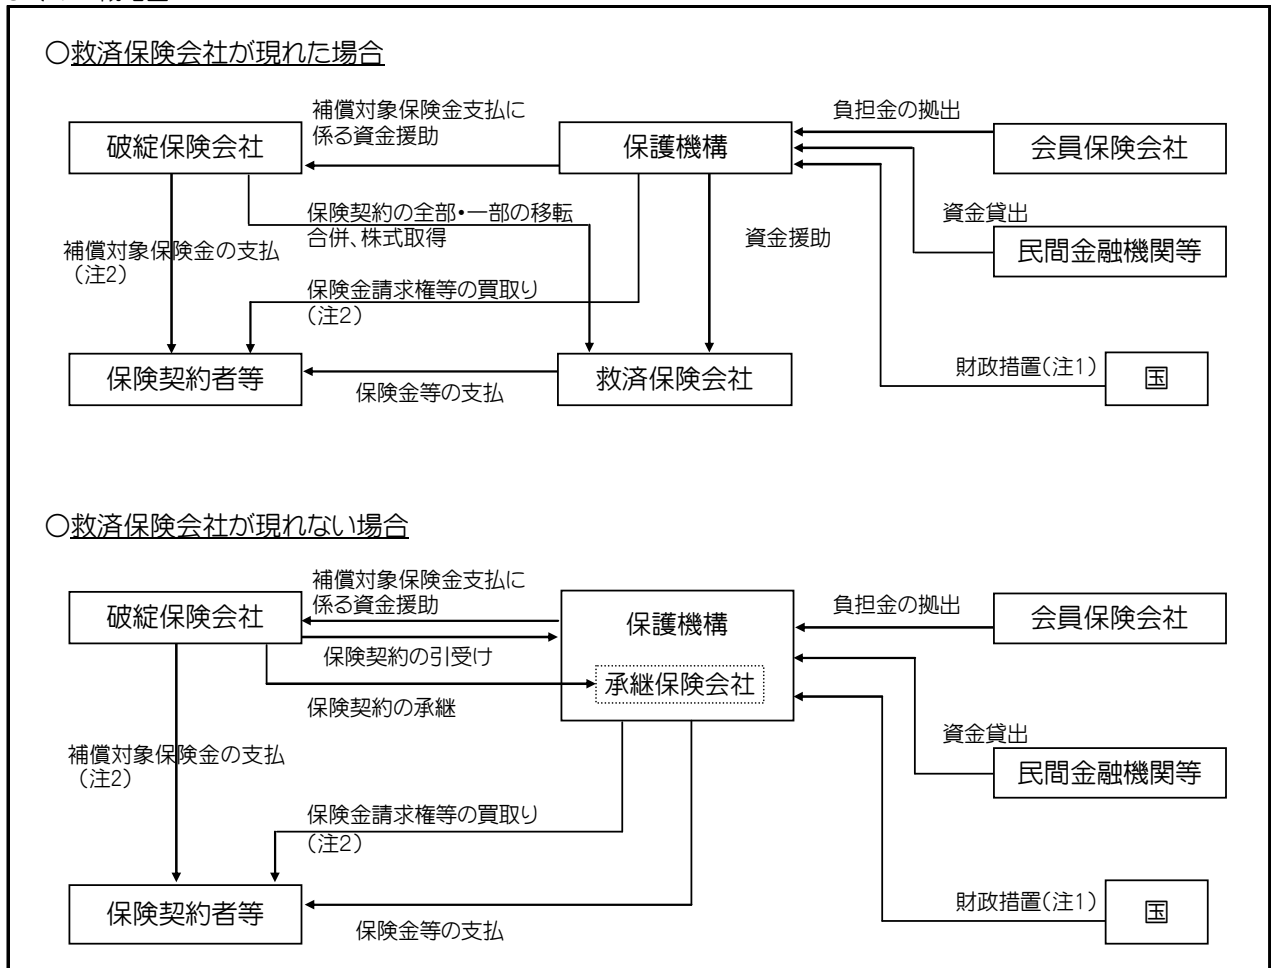 ○救済保険会社が現れた場合
補償対象保険金支払に
係る資金援助
負担金の拠出
破綻保険会社
保護機構
会員保険会社
保険契約の全部・一部の移転
合併、株式取得
資金貸出
補償対象保険金の支払
（注2）
資金援助
民間金融機関等
保険金請求権等の買取り
（注2）
保険契約者等
救済保険会社
財政措置（注1）
国
保険金等の支払
○救済保険会社が現れない場合
補償対象保険金支払に
係る資金援助
負担金の拠出
破綻保険会社
保護機構
会員保険会社
保険契約の引受け
承継保険会社
保険契約の承継
資金貸出
補償対象保険金の支払
（注2）
民間金融機関等
保険金請求権等の買取り
（注2）
財政措置（注1）
国
保険契約者等
保険金等の支払